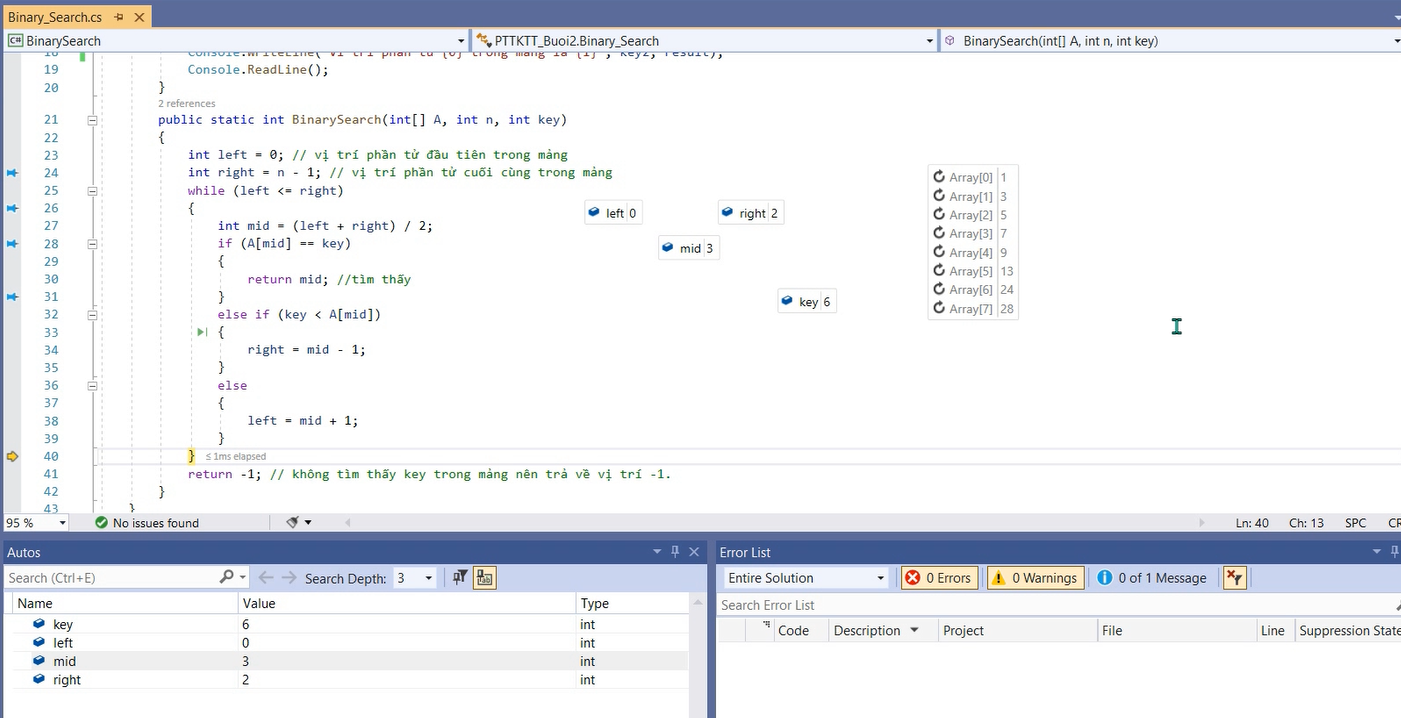 Binary_Search.cs
C# BinarySearch
PTTKTT_Buoi2.Binary_Search
BinarySearch(int[] A, int n, int key)
18 Console.WriteLine("Vi trí phần tử {0} trong mảng là {1}", key2, result);
19 Console.ReadLine();
20 }
2 references
21 public static int BinarySearch(int[] A, int n, int key)
22 {
23 int left = 0; // vị trí phần tử đầu tiên trong mảng
24 int right = n - 1; // vị trí phần tử cuối cùng trong mảng
25 while (left <= right)
26 {
27 int mid = (left + right) / 2;
28 if (A[mid] == key)
29 {
30 return mid; //tìm thấy
31 }
32 else if (key < A[mid])
33 {
34 right = mid - 1;
35 }
36 else
37 {
38 left = mid + 1;
39 }
40 } ≤ 1ms elapsed
41 return -1; // không tìm thấy key trong mảng nên trả về vị trí -1.
42 }
43 }
left 0
right 2
mid 3
key 6
Array[0] 1
Array[1] 3
Array[2] 5
Array[3] 7
Array[4] 9
Array[5] 13
Array[6] 24
Array[7] 28
95 % No issues found Ln: 40 Ch: 13 SPC CR
Autos
Search (Ctrl+E) Search Depth: 3
Name Value Type
key 6 int
left 0 int
mid 3 int
right 2 int
Error List
Entire Solution 0 Errors 0 Warnings 0 of 1 Message
Search Error List
Code Description Project File Line Suppression State